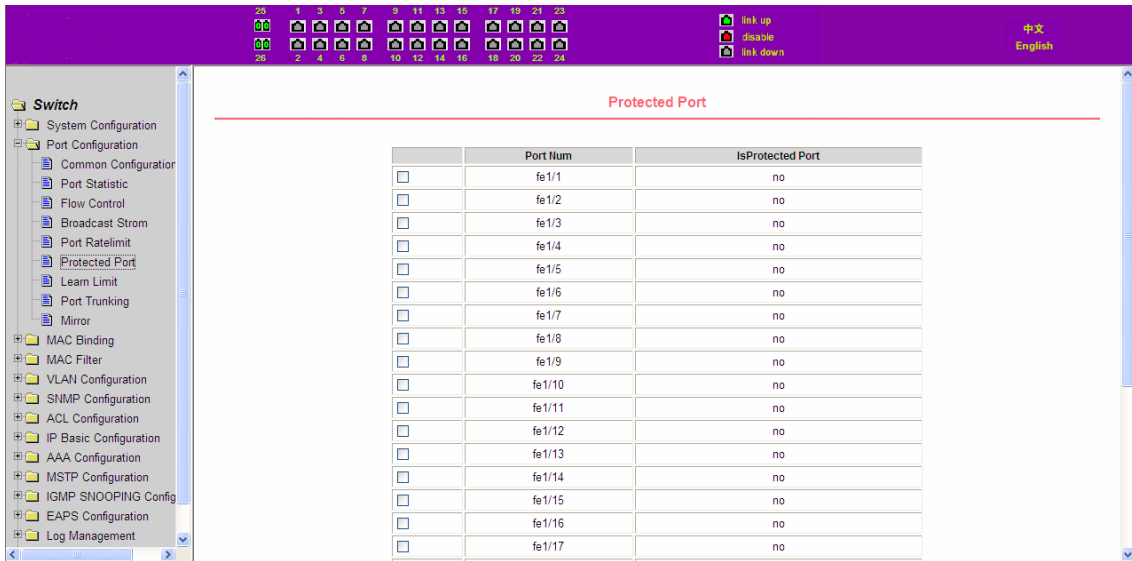 25 1 3 5 7 9 11 13 15 17 19 21 23
26 2 4 6 8 10 12 14 16 18 20 22 24
link up
disable
link down
中文
English
Switch
System Configuration
Port Configuration
Common Configuration
Port Statistic
Flow Control
Broadcast Strom
Port Ratelimit
Protected Port
Learn Limit
Port Trunking
Mirror
MAC Binding
MAC Filter
VLAN Configuration
SNMP Configuration
ACL Configuration
IP Basic Configuration
AAA Configuration
MSTP Configuration
IGMP SNOOPING Config
EAPS Configuration
Log Management
Protected Port
Port Num IsProtected Port
fe1/1 no
fe1/2 no
fe1/3 no
fe1/4 no
fe1/5 no
fe1/6 no
fe1/7 no
fe1/8 no
fe1/9 no
fe1/10 no
fe1/11 no
fe1/12 no
fe1/13 no
fe1/14 no
fe1/15 no
fe1/16 no
fe1/17 no